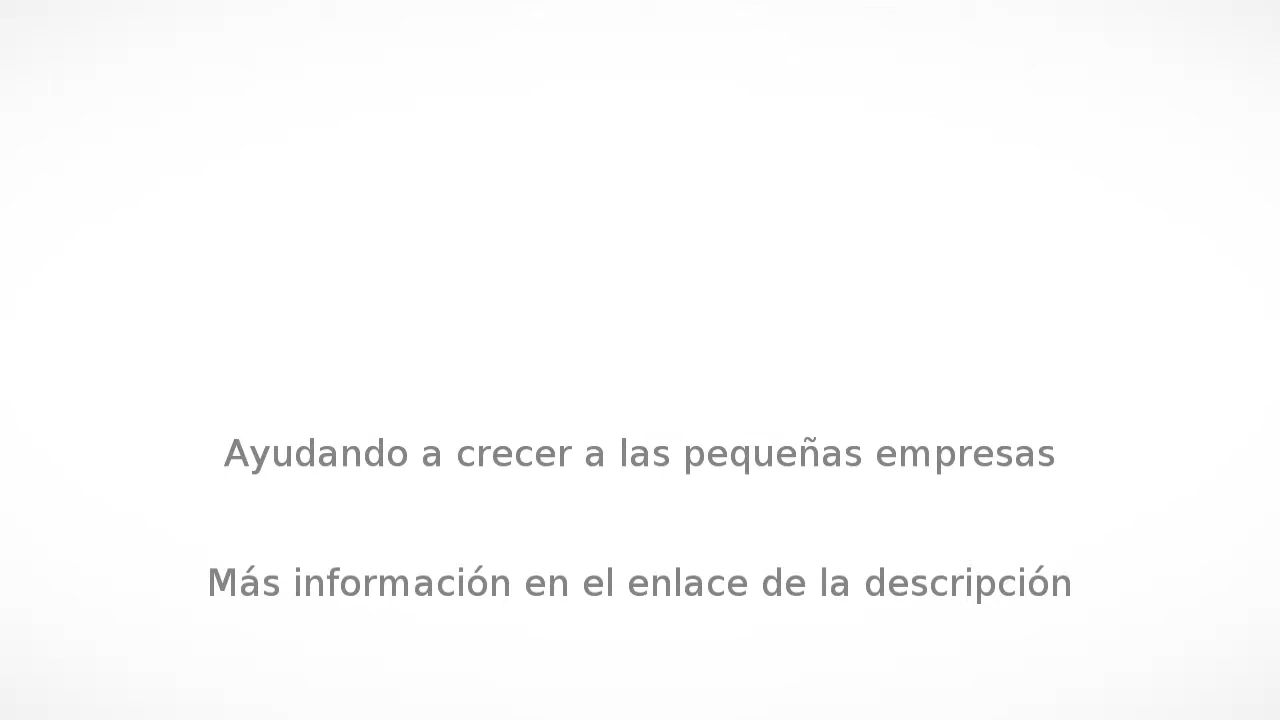 Ayudando a crecer a las pequeñas empresas
Más información en el enlace de la descripción